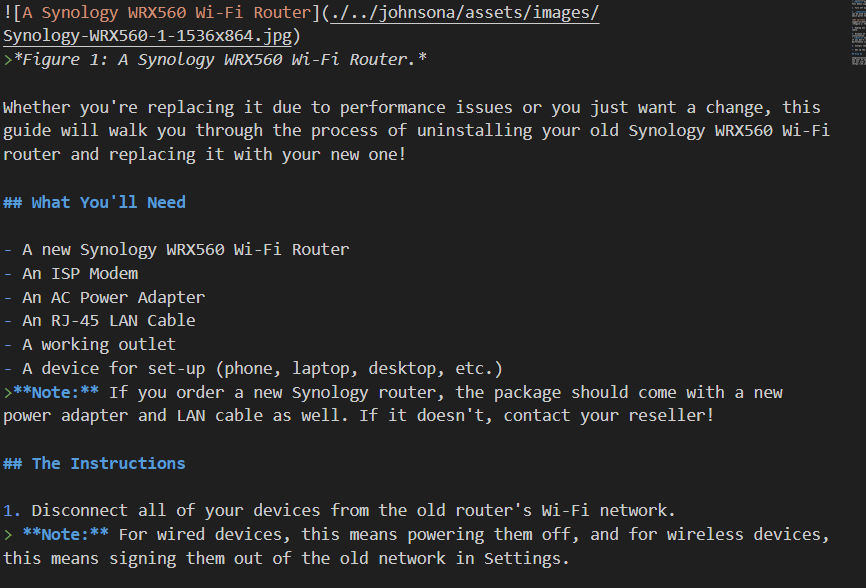 ![A Synology WRX560 Wi-Fi Router](./../johnsona/assets/images/
Synology-WRX560-1-1536x864.jpg)
>*Figure 1: A Synology WRX560 Wi-Fi Router.*
Whether you're replacing it due to performance issues or you just want a change, this
guide will walk you through the process of uninstalling your old Synology WRX560 Wi-Fi
router and replacing it with your new one!
## What You'll Need
- A new Synology WRX560 Wi-Fi Router
- An ISP Modem
- An AC Power Adapter
- An RJ-45 LAN Cable
- A working outlet
- A device for set-up (phone, laptop, desktop, etc.)
>**Note:** If you order a new Synology router, the package should come with a new
power adapter and LAN cable as well. If it doesn't, contact your reseller!
## The Instructions
1. Disconnect all of your devices from the old router's Wi-Fi network.
> **Note:** For wired devices, this means powering them off, and for wireless devices,
this means signing them out of the old network in Settings.